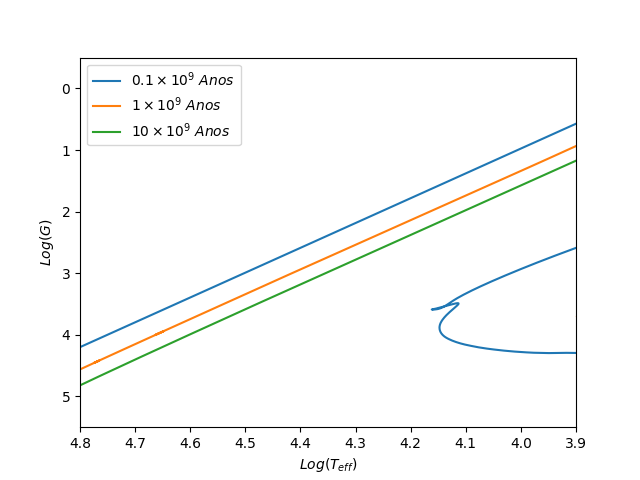 0.1 × 10⁹ Anos
1 × 10⁹ Anos
10 × 10⁹ Anos
0
1
2
3
4
5
Log(G)
4.8 4.7 4.6 4.5 4.4 4.3 4.2 4.1 4.0 3.9
Log(T_eff)